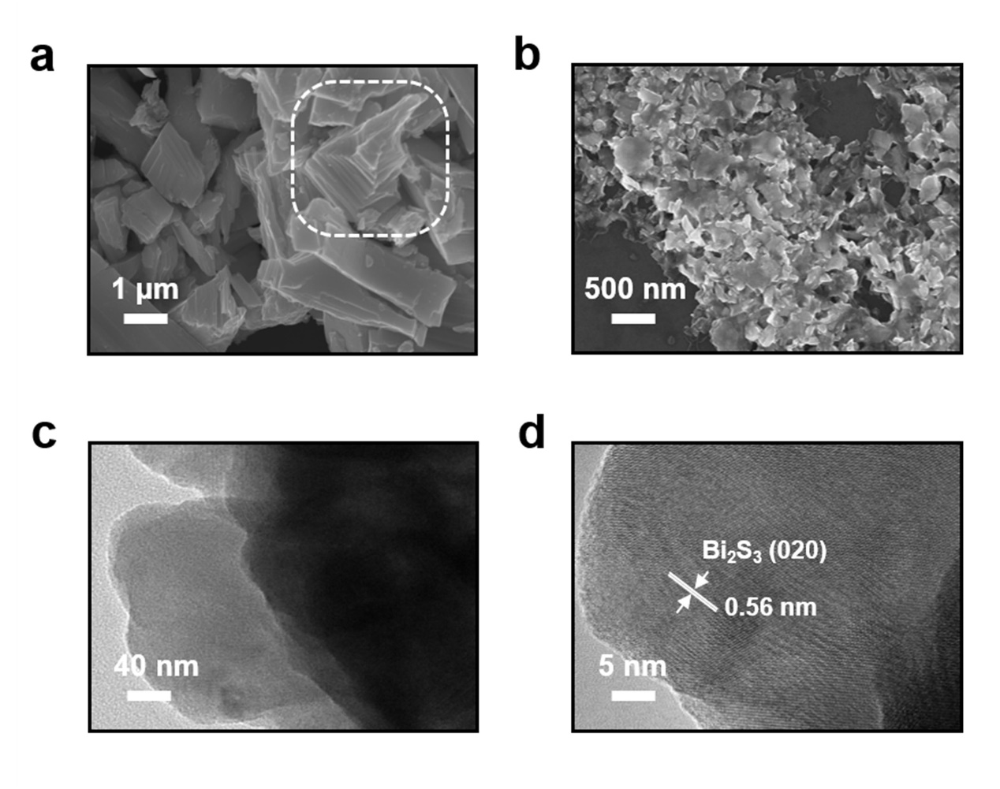 a
b
1 μm
500 nm
c
d
Bi₂S₃ (020)
0.56 nm
40 nm
5 nm